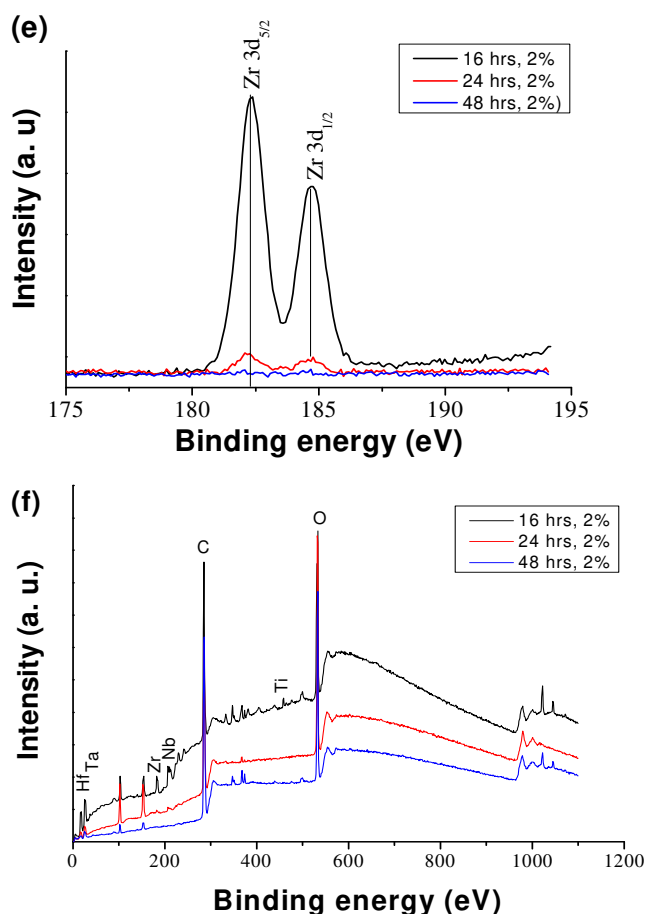 (e)
Zr 3d5/2
Zr 3d1/2
16 hrs, 2%
24 hrs, 2%
48 hrs, 2%)
Intensity (a. u)
175 180 185 190 195
Binding energy (eV)
(f)
16 hrs, 2%
24 hrs, 2%
48 hrs, 2%
O
C
Ti
Nb
Zr
Ta
Hf
Intensity (a. u.)
0 200 400 600 800 1000 1200
Binding energy (eV)